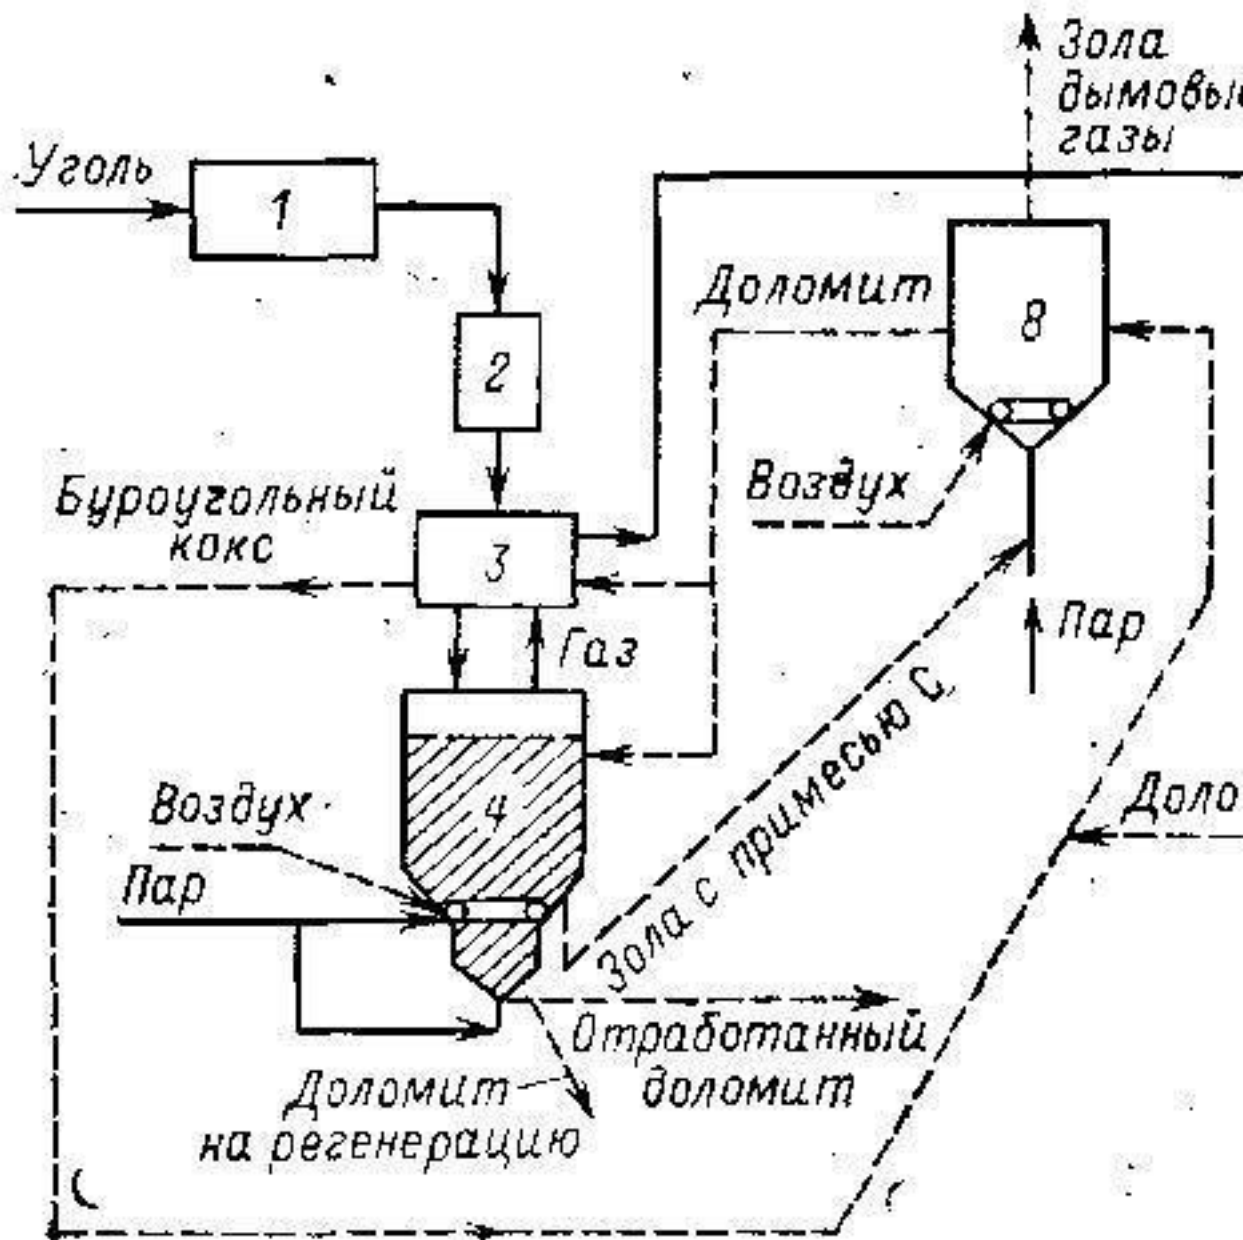 Зола
дымовые
газы
Уголь
1
Доломит
8
2
Воздух
Буроугольный
кокс
3
Газ
Пар
Зола с примесью С
4
Воздух
Пар
Отработанный
доломит
Доломит
на регенерацию
Доло